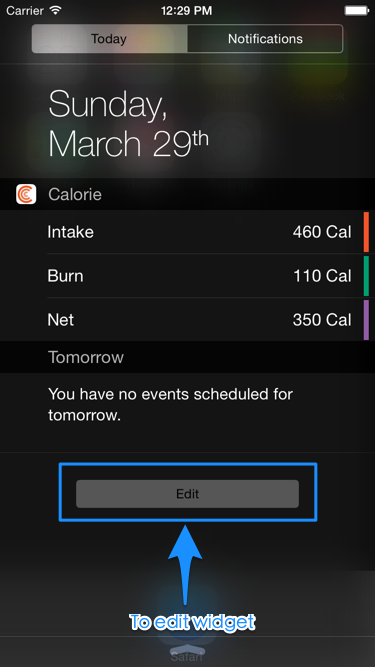 Carrier 12:29 PM
Today Notifications
Sunday,
March 29th
Calorie
Intake 460 Cal
Burn 110 Cal
Net 350 Cal
Tomorrow
You have no events scheduled for
tomorrow.
Edit
To edit widget
Safari